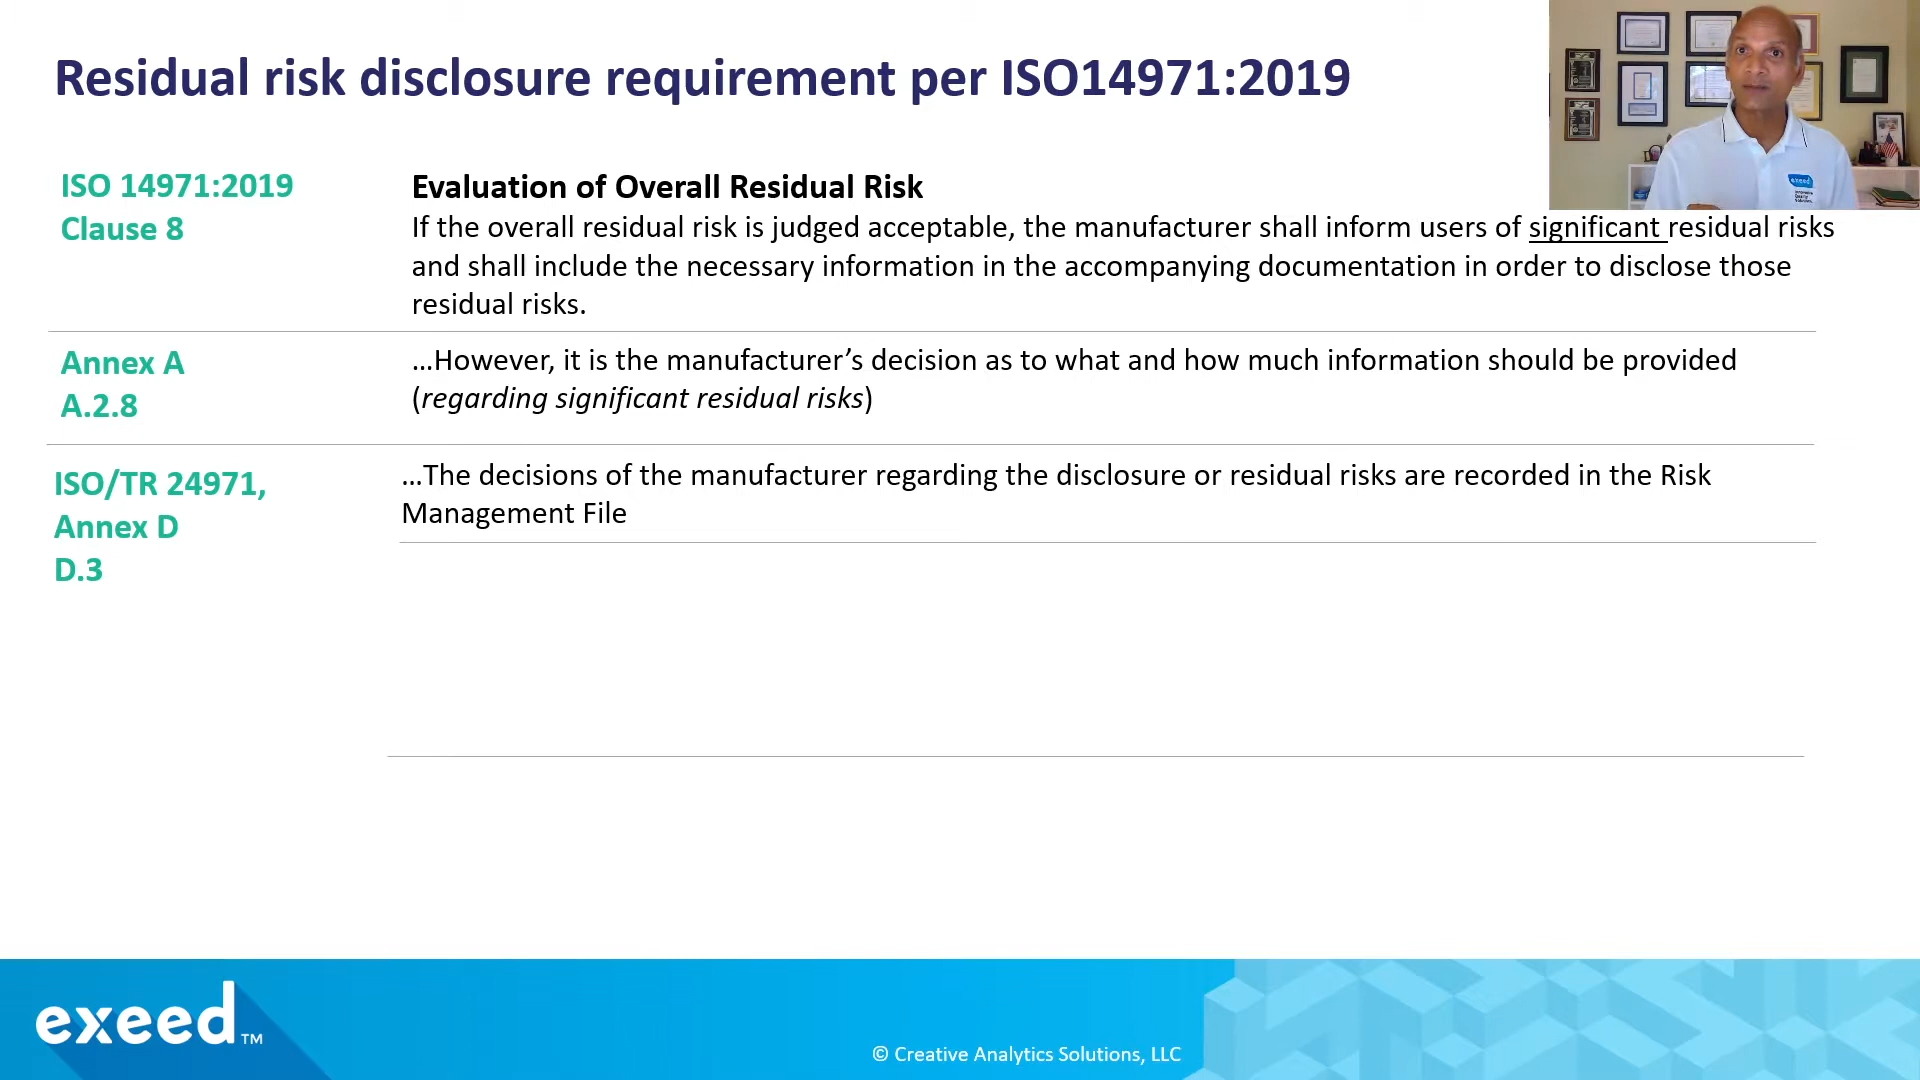 Residual risk disclosure requirement per ISO14971:2019
ISO 14971:2019
Clause 8
Evaluation of Overall Residual Risk
If the overall residual risk is judged acceptable, the manufacturer shall inform users of significant residual risks
and shall include the necessary information in the accompanying documentation in order to disclose those
residual risks.
Annex A
A.2.8
...However, it is the manufacturer’s decision as to what and how much information should be provided
(regarding significant residual risks)
ISO/TR 24971,
Annex D
D.3
...The decisions of the manufacturer regarding the disclosure or residual risks are recorded in the Risk
Management File
exeed
exeed™
© Creative Analytics Solutions, LLC